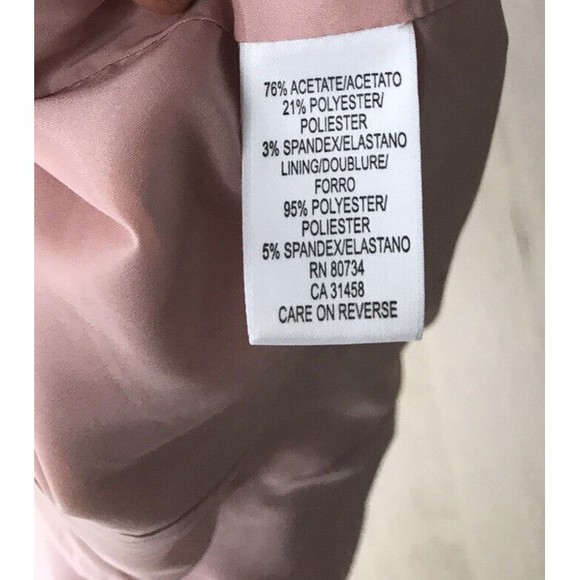 76% ACETATE/ACETATO
21% POLYESTER/
POLIESTER
3% SPANDEX/ELASTANO
LINING/DOUBLURE/
FORRO
95% POLYESTER/
POLIESTER
5% SPANDEX/ELASTANO
RN 80734
CA 31458
CARE ON REVERSE